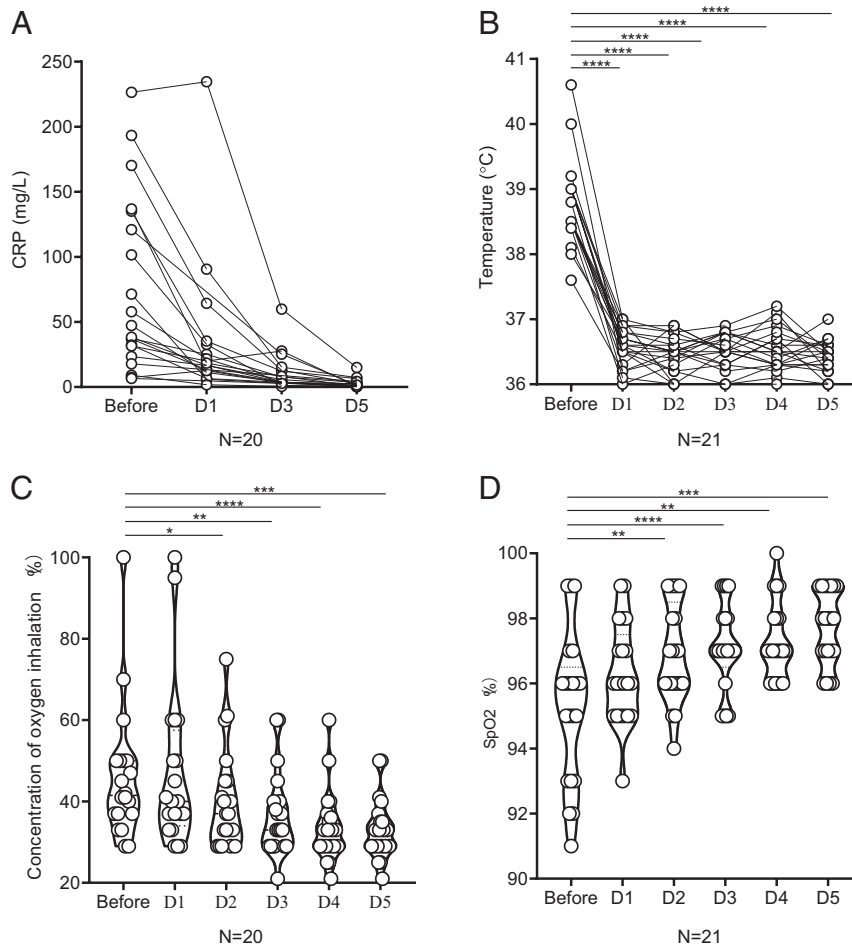 A
250
200
150
100
50
0
CRP (mg/L)
Before D1 D3 D5
N=20
B
****
****
****
****
****
41
40
39
38
37
36
Temperature (°C)
Before D1 D2 D3 D4 D5
N=21
C
***
****
**
*
100
80
60
40
20
Concentration of oxygen inhalation %)
Before D1 D2 D3 D4 D5
N=20
D
***
**
****
**
100
98
96
94
92
90
SpO2 %)
Before D1 D2 D3 D4 D5
N=21